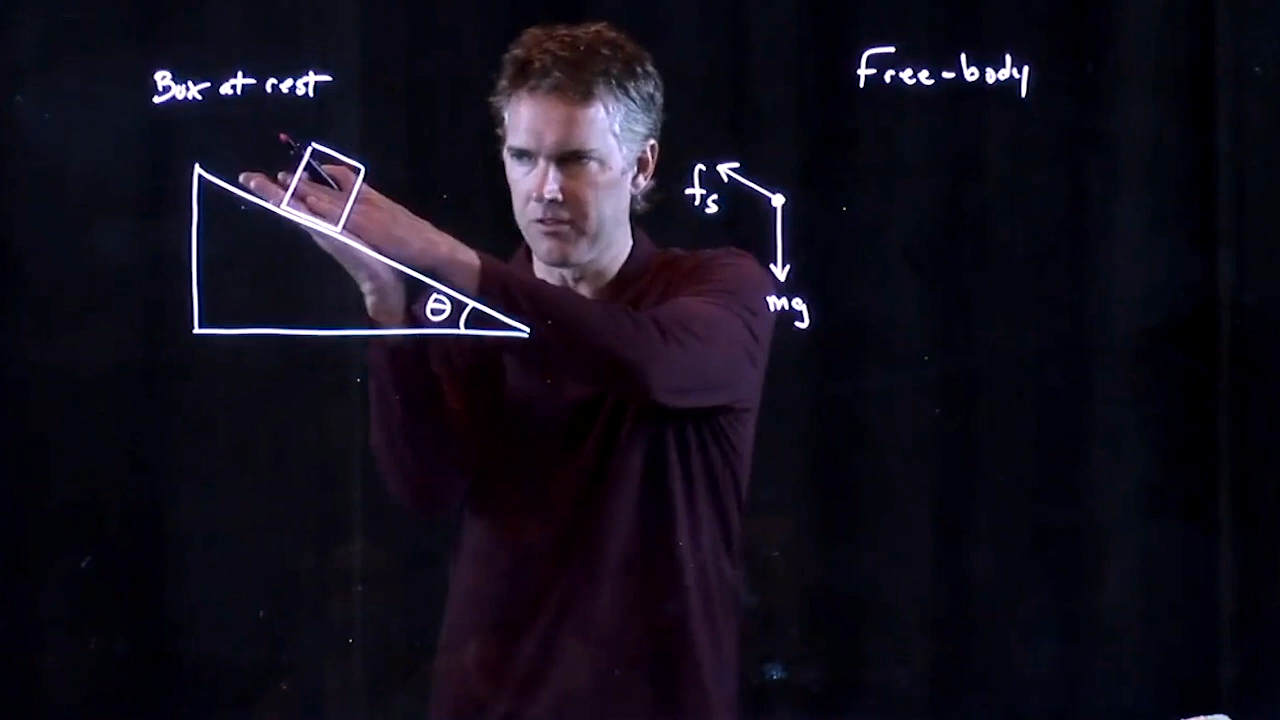 Box at rest
Free-body
fs
mg
θ